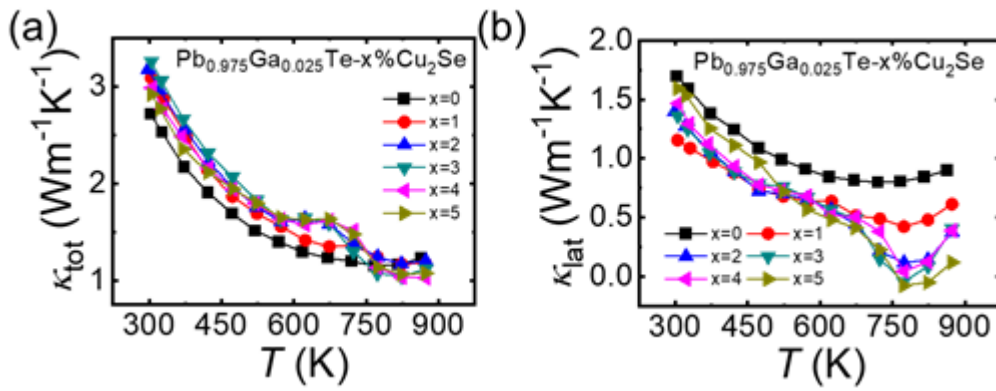 (a)
Pb₀.₉₇₅Ga₀.₀₂₅Te-x%Cu₂Se
x=0
x=1
x=2
x=3
x=4
x=5
3
2
1
κtot (Wm⁻¹K⁻¹)
300 450 600 750 900
T (K)
(b)
Pb₀.₉₇₅Ga₀.₀₂₅Te-x%Cu₂Se
2.0
1.5
1.0
0.5
0.0
κlat (Wm⁻¹K⁻¹)
x=0 x=1
x=2 x=3
x=4 x=5
300 450 600 750 900
T (K)